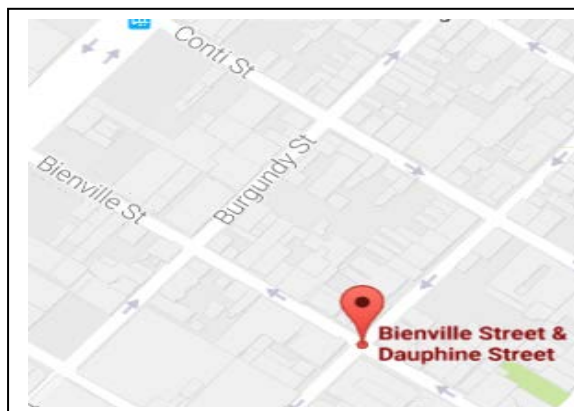 Conti St
Burgundy St
Bienville St
Bienville Street &
Dauphine Street